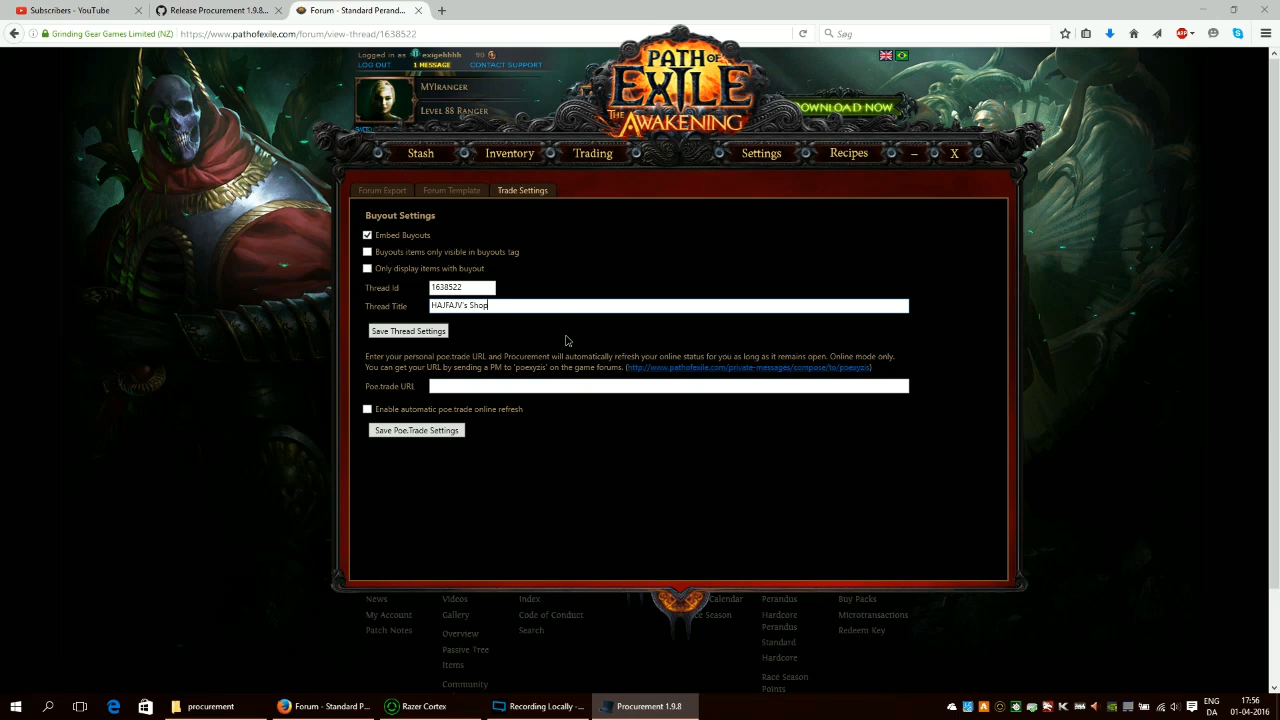 Subscribers - YouTube
Release Procurement 1...
Forum - Standard Trading ...
Grinding Gear Games Limited (NZ)
https://www.pathofexile.com/forum/view-thread/1638522
Søg
Logged in as exigebhhh 90
LOG OUT 1 MESSAGE CONTACT SUPPORT
MYIranger
Level 88 Ranger
PATH OF EXILE
THE AWAKENING
DOWNLOAD NOW
Stash Inventory Trading Settings Recipes – X
Forum Export Forum Template Trade Settings
Buyout Settings
Embed Buyouts
Buyouts items only visible in buyouts tag
Only display items with buyout
Thread Id 1638522
Thread Title HAJFAJV's Shop
Save Thread Settings
Enter your personal poe.trade URL and Procurement will automatically refresh your online status for you as long as it remains open. Online mode only.
You can get your URL by sending a PM to 'poexyzis' on the game forums. (http://www.pathofexile.com/private-messages/compose/to/poexyzis)
Poe.trade URL
Enable automatic poe.trade online refresh
Save Poe.Trade Settings
News Videos Index Calendar Perandus Buy Packs
My Account Gallery Code of Conduct Season Hardcore Perandus Microtransactions
Patch Notes Overview Search Standard Redeem Key
Passive Tree Hardcore
Items Race Season Points
Community
procurement
Forum - Standard P...
Razer Cortex
Recording Locally -...
Procurement 1.9.8
ENG
DA
17:56
01-04-2016